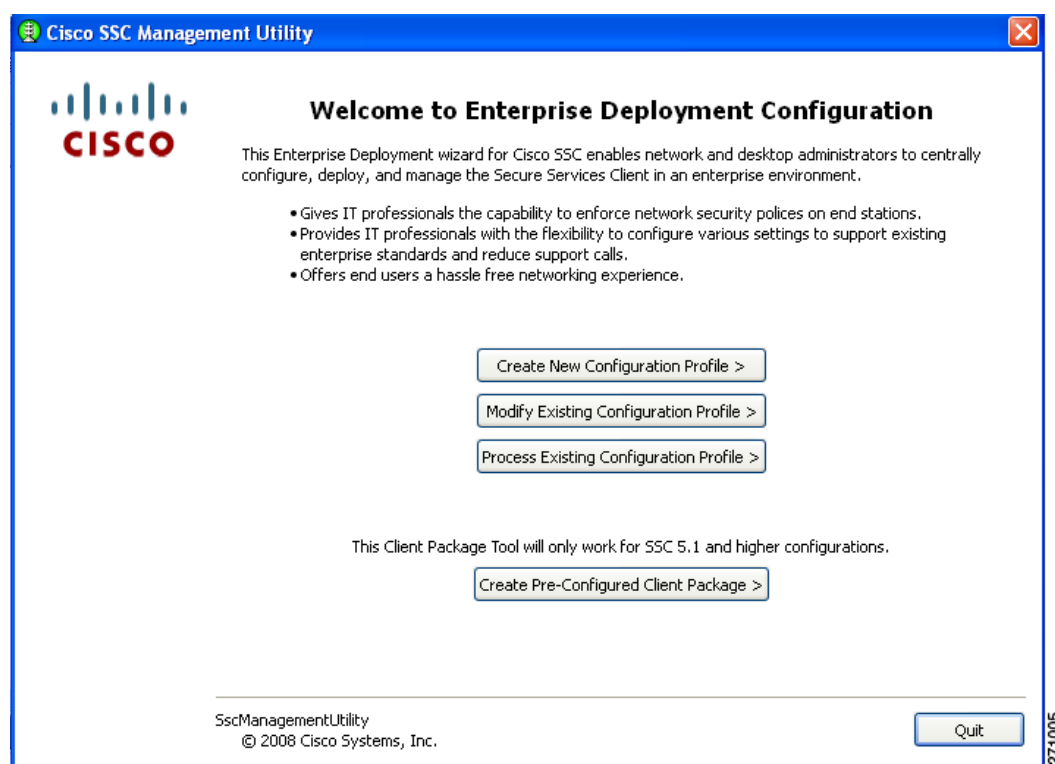 Cisco SSC Management Utility
CISCO
Welcome to Enterprise Deployment Configuration
This Enterprise Deployment wizard for Cisco SSC enables network and desktop administrators to centrally
configure, deploy, and manage the Secure Services Client in an enterprise environment.
• Gives IT professionals the capability to enforce network security polices on end stations.
• Provides IT professionals with the flexibility to configure various settings to support existing
enterprise standards and reduce support calls.
• Offers end users a hassle free networking experience.
Create New Configuration Profile >
Modify Existing Configuration Profile >
Process Existing Configuration Profile >
This Client Package Tool will only work for SSC 5.1 and higher configurations.
Create Pre-Configured Client Package >
SscManagementUtility
© 2008 Cisco Systems, Inc.
Quit
271005